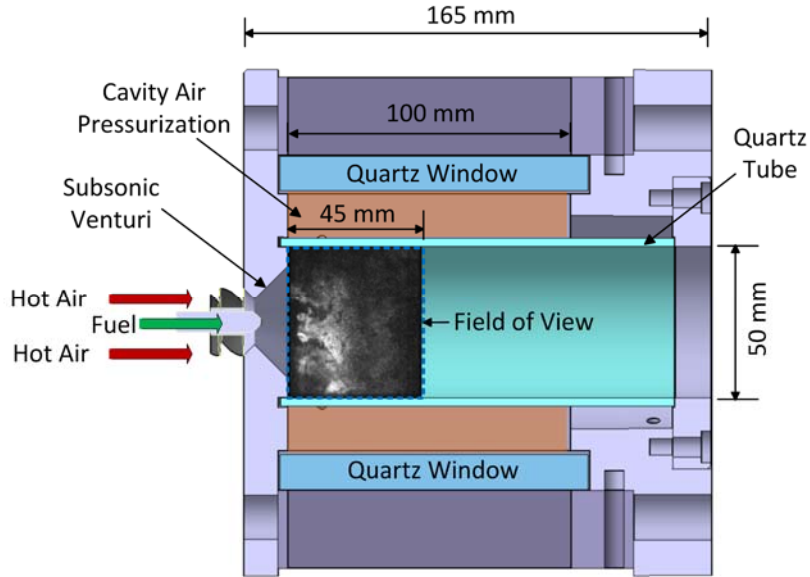 165 mm
Cavity Air
Pressurization
100 mm
Quartz
Tube
Quartz Window
Subsonic
Venturi
45 mm
Hot Air
Fuel
Hot Air
Field of View
50 mm
Quartz Window